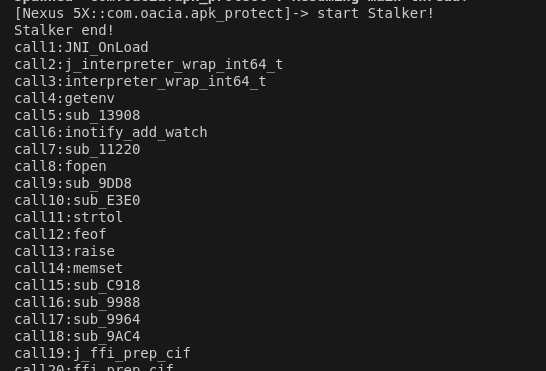 [Nexus 5X::com.oacia.apk_protect]-> start Stalker!
Stalker end!
call1:JNI_OnLoad
call2:j_interpreter_wrap_int64_t
call3:interpreter_wrap_int64_t
call4:getenv
call5:sub_13908
call6:inotify_add_watch
call7:sub_11220
call8:fopen
call9:sub_9DD8
call10:sub_E3E0
call11:strtol
call12:feof
call13:raise
call14:memset
call15:sub_C918
call16:sub_9988
call17:sub_9964
call18:sub_9AC4
call19:j_ffi_prep_cif
call20:ffi_prep_cif